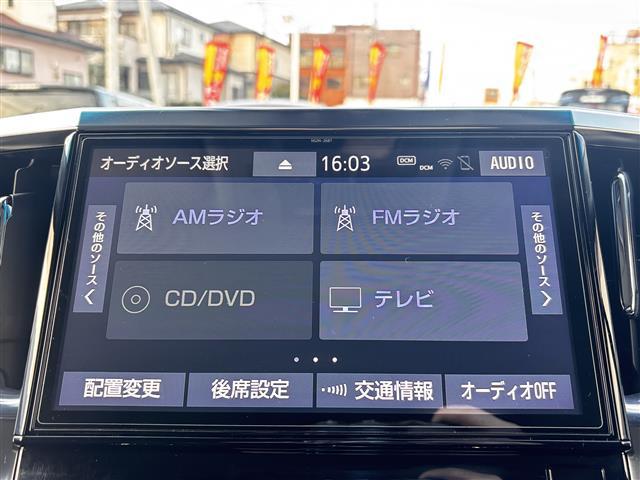 オーディオソース選択
16:03
DCM
DCM
AUDIO
その他のソース
AMラジオ
FMラジオ
その他のソース
CD/DVD
テレビ
配置変更
後席設定
交通情報
オーディオOFF